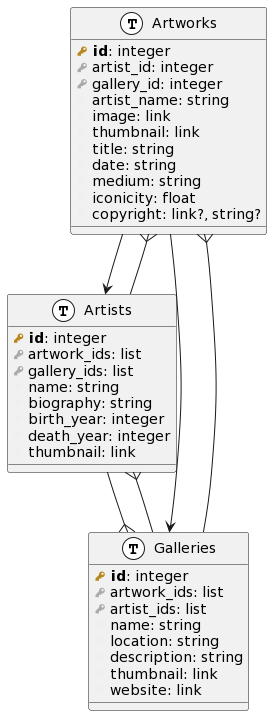 T Artworks
id: integer
artist_id: integer
gallery_id: integer
artist_name: string
image: link
thumbnail: link
title: string
date: string
medium: string
iconicity: float
copyright: link?, string?
T Artists
id: integer
artwork_ids: list
gallery_ids: list
name: string
biography: string
birth_year: integer
death_year: integer
thumbnail: link
T Galleries
id: integer
artwork_ids: list
artist_ids: list
name: string
location: string
description: string
thumbnail: link
website: link